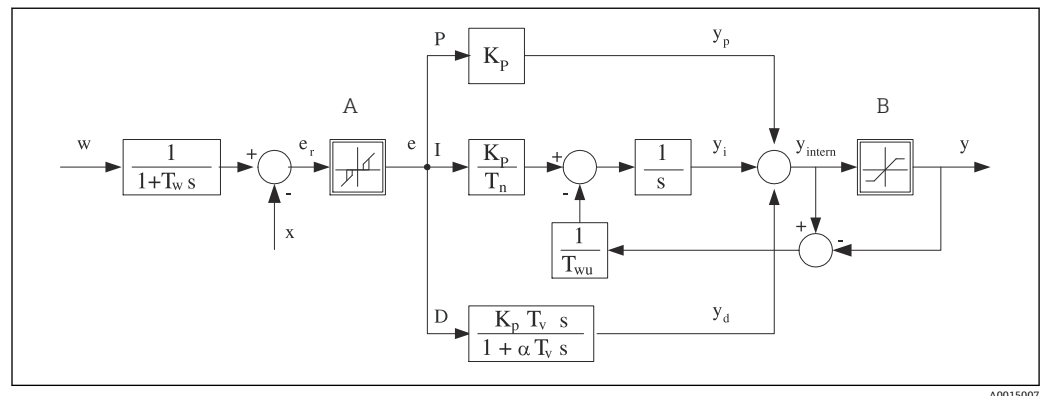 P
K_P
y_p
A
B
w
1
1+T_w s
+
-
e_r
e
I
K_P
T_n
+
-
1
s
y_i
y_intern
y
x
1
T_wu
+
-
D
K_p T_v s
1 + α T_v s
y_d
A0015007